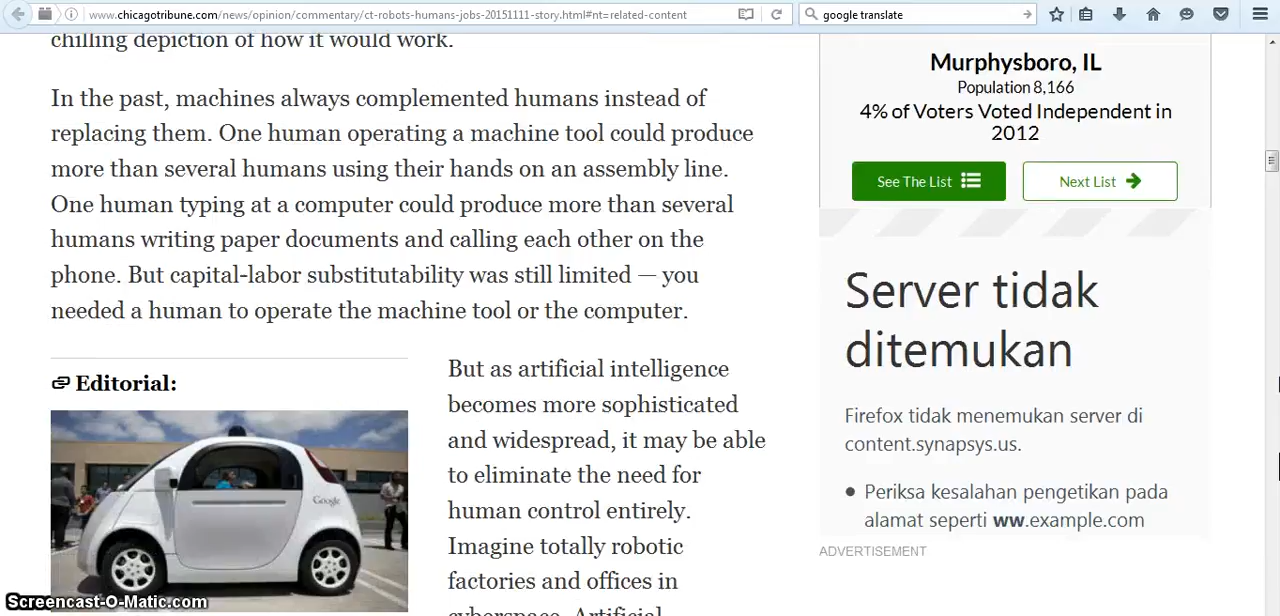 www.chicagotribune.com/news/opinion/commentary/ct-robots-humans-jobs-20151111-story.html#nt=related-content
google translate
chilling depiction of how it would work.
In the past, machines always complemented humans instead of
replacing them. One human operating a machine tool could produce
more than several humans using their hands on an assembly line.
One human typing at a computer could produce more than several
humans writing paper documents and calling each other on the
phone. But capital-labor substitutability was still limited — you
needed a human to operate the machine tool or the computer.
Editorial:
Google
But as artificial intelligence
becomes more sophisticated
and widespread, it may be able
to eliminate the need for
human control entirely.
Imagine totally robotic
factories and offices in
cyberspace. Artificial
Murphysboro, IL
Population 8,166
4% of Voters Voted Independent in
2012
See The List
Next List
Server tidak
ditemukan
Firefox tidak menemukan server di
content.synapsys.us.
• Periksa kesalahan pengetikan pada
alamat seperti ww.example.com
ADVERTISEMENT
Screencast-O-Matic.com